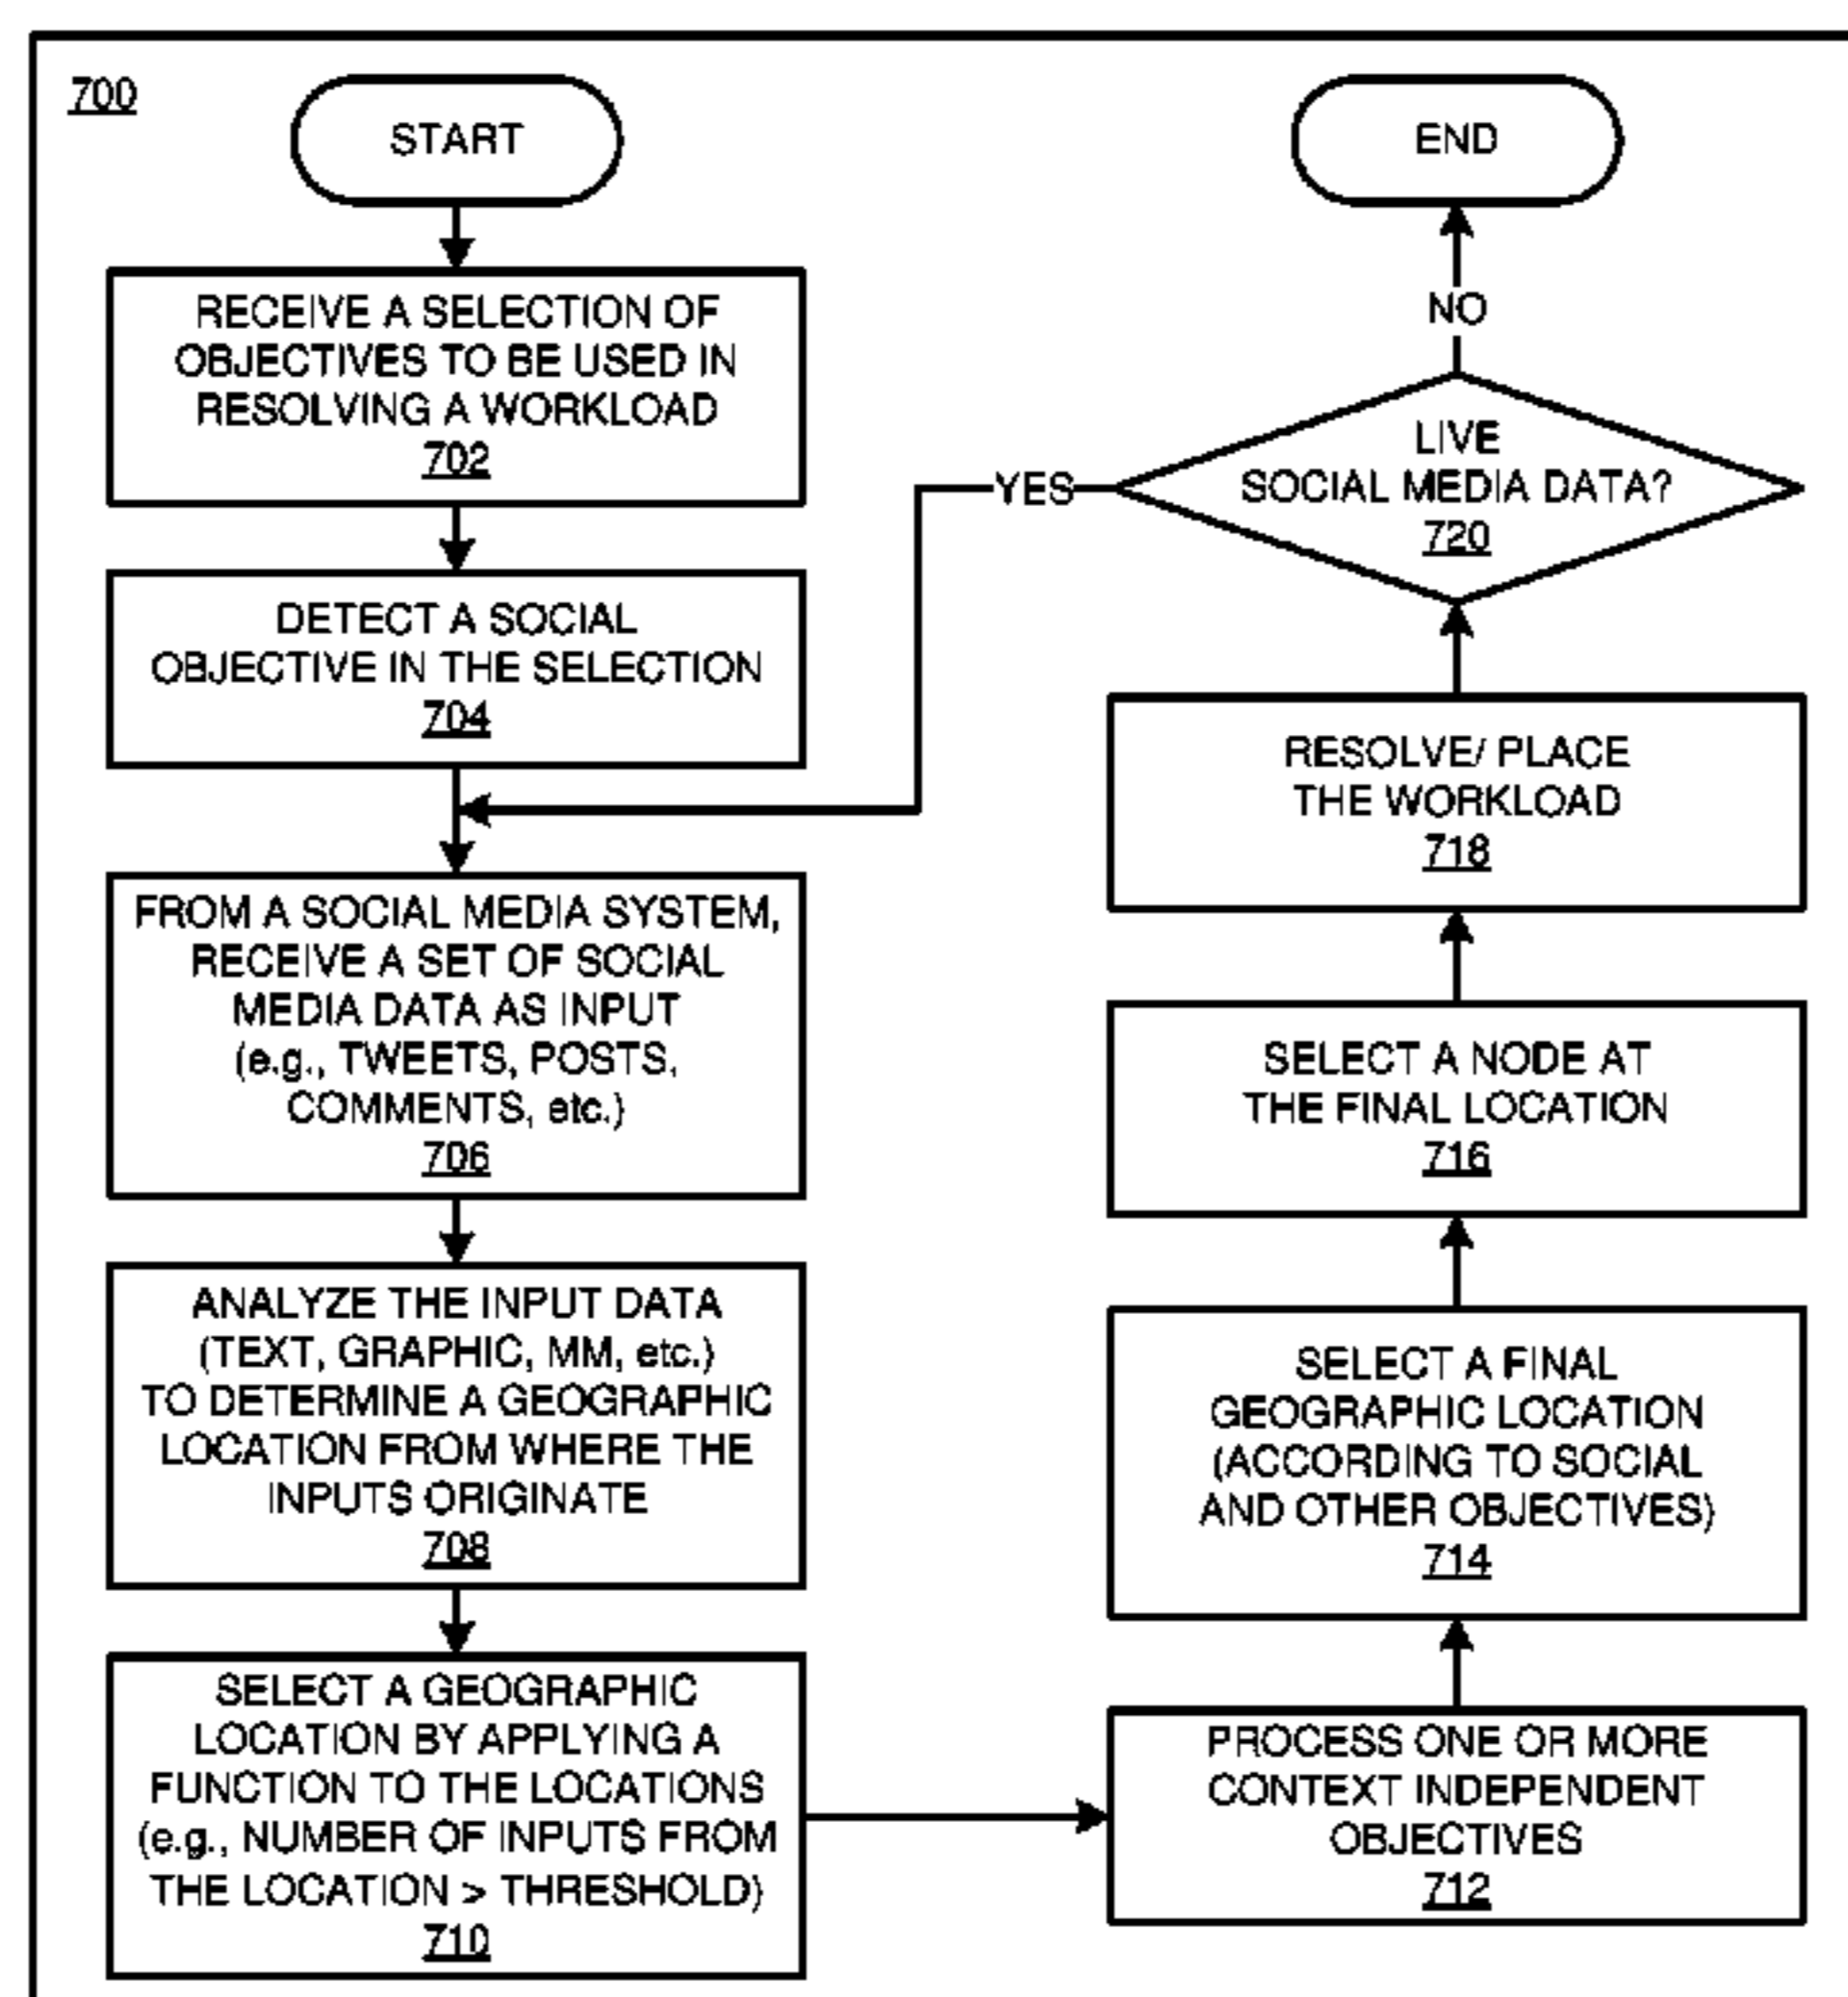 700
START
RECEIVE A SELECTION OF
OBJECTIVES TO BE USED IN
RESOLVING A WORKLOAD
702
DETECT A SOCIAL
OBJECTIVE IN THE SELECTION
704
FROM A SOCIAL MEDIA SYSTEM,
RECEIVE A SET OF SOCIAL
MEDIA DATA AS INPUT
(e.g., TWEETS, POSTS,
COMMENTS, etc.)
706
ANALYZE THE INPUT DATA
(TEXT, GRAPHIC, MM, etc.)
TO DETERMINE A GEOGRAPHIC
LOCATION FROM WHERE THE
INPUTS ORIGINATE
708
SELECT A GEOGRAPHIC
LOCATION BY APPLYING A
FUNCTION TO THE LOCATIONS
(e.g., NUMBER OF INPUTS FROM
THE LOCATION > THRESHOLD)
710
PROCESS ONE OR MORE
CONTEXT INDEPENDENT
OBJECTIVES
712
SELECT A FINAL
GEOGRAPHIC LOCATION
(ACCORDING TO SOCIAL
AND OTHER OBJECTIVES)
714
SELECT A NODE AT
THE FINAL LOCATION
716
RESOLVE/ PLACE
THE WORKLOAD
718
LIVE
SOCIAL MEDIA DATA?
720
YES
NO
END